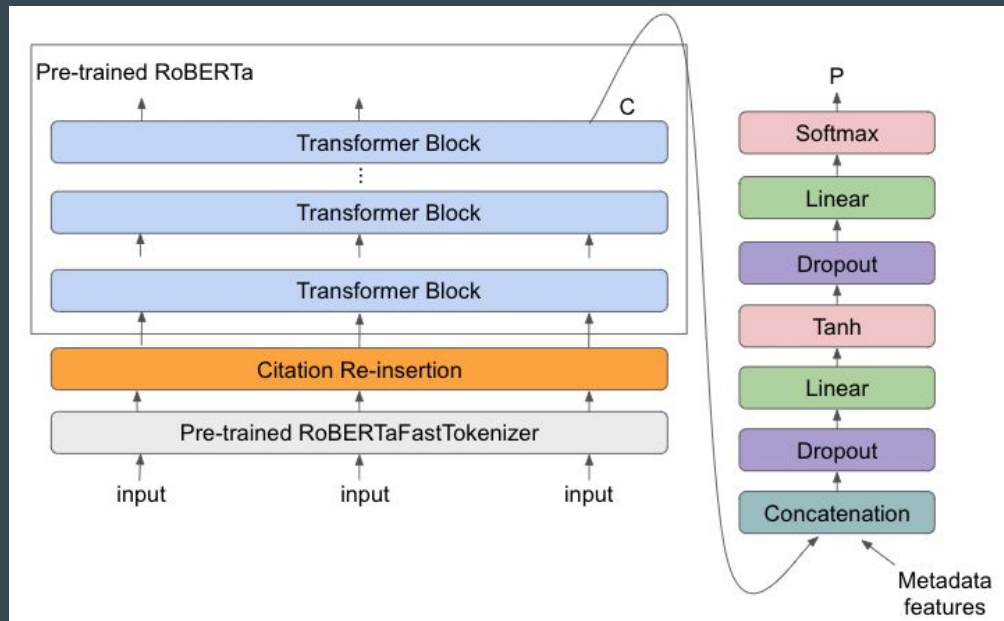 Pre-trained RoBERTa
C
Transformer Block
⋮
Transformer Block
Transformer Block
Citation Re-insertion
Pre-trained RoBERTaFastTokenizer
input input input
P
Softmax
Linear
Dropout
Tanh
Linear
Dropout
Concatenation
Metadata
features